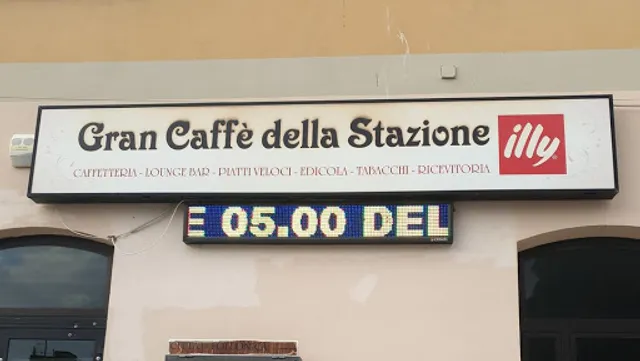 Gran Caffè della Stazione
illy
CAFFETTERIA - LOUNGE BAR - PIATTI VELOCI - EDICOLA - TABACCHI - RICEVITORIA
E 05.00 DEL